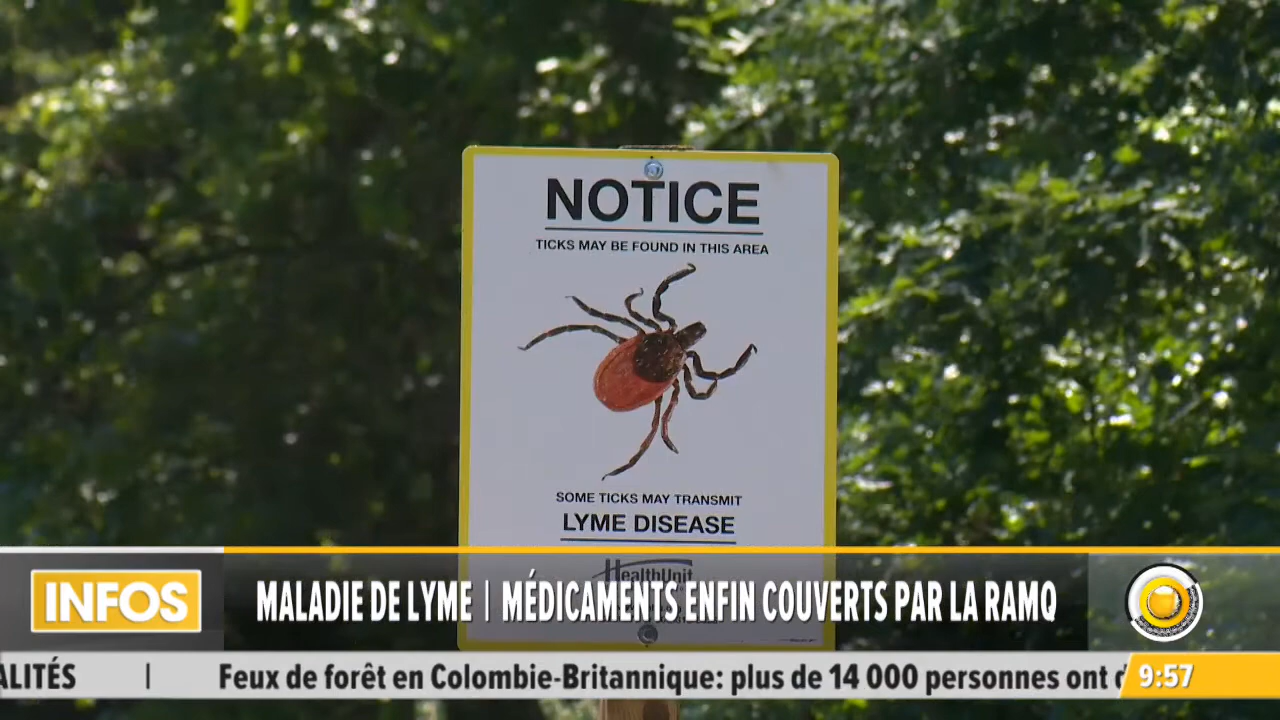 NOTICE
TICKS MAY BE FOUND IN THIS AREA
SOME TICKS MAY TRANSMIT
LYME DISEASE
HealthUnit
INFOS
MALADIE DE LYME | MÉDICAMENTS ENFIN COUVERTS PAR LA RAMQ
ALITÉS | Feux de forêt en Colombie-Britannique: plus de 14 000 personnes ont
9:57